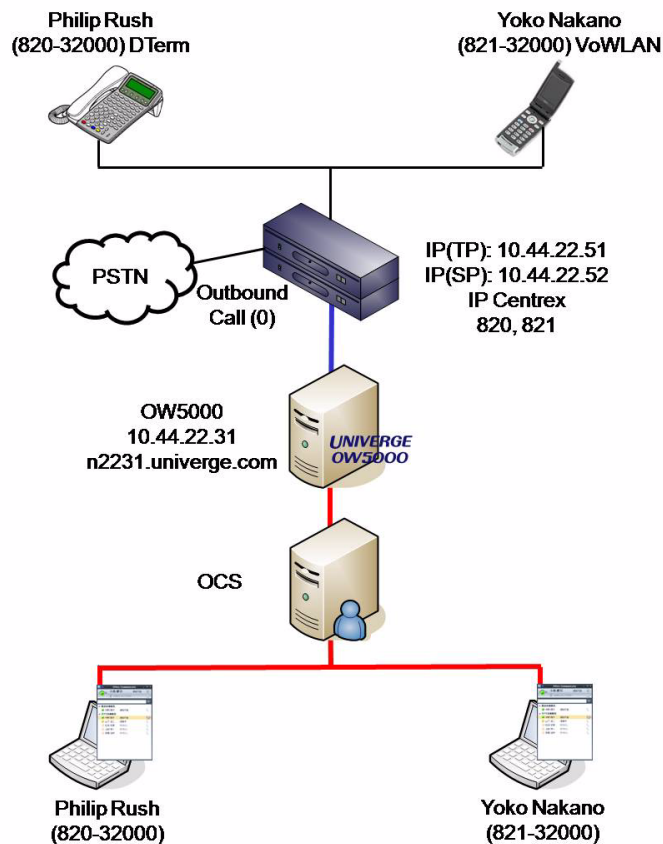 Philip Rush
(820-32000) DTerm
Yoko Nakano
(821-32000) VoWLAN
PSTN
Outbound
Call (0)
IP(TP): 10.44.22.51
IP(SP): 10.44.22.52
IP Centrex
820, 821
OW5000
10.44.22.31
n2231.univerge.com
UNIVERGE
OW5000
OCS
Philip Rush
(820-32000)
Yoko Nakano
(821-32000)